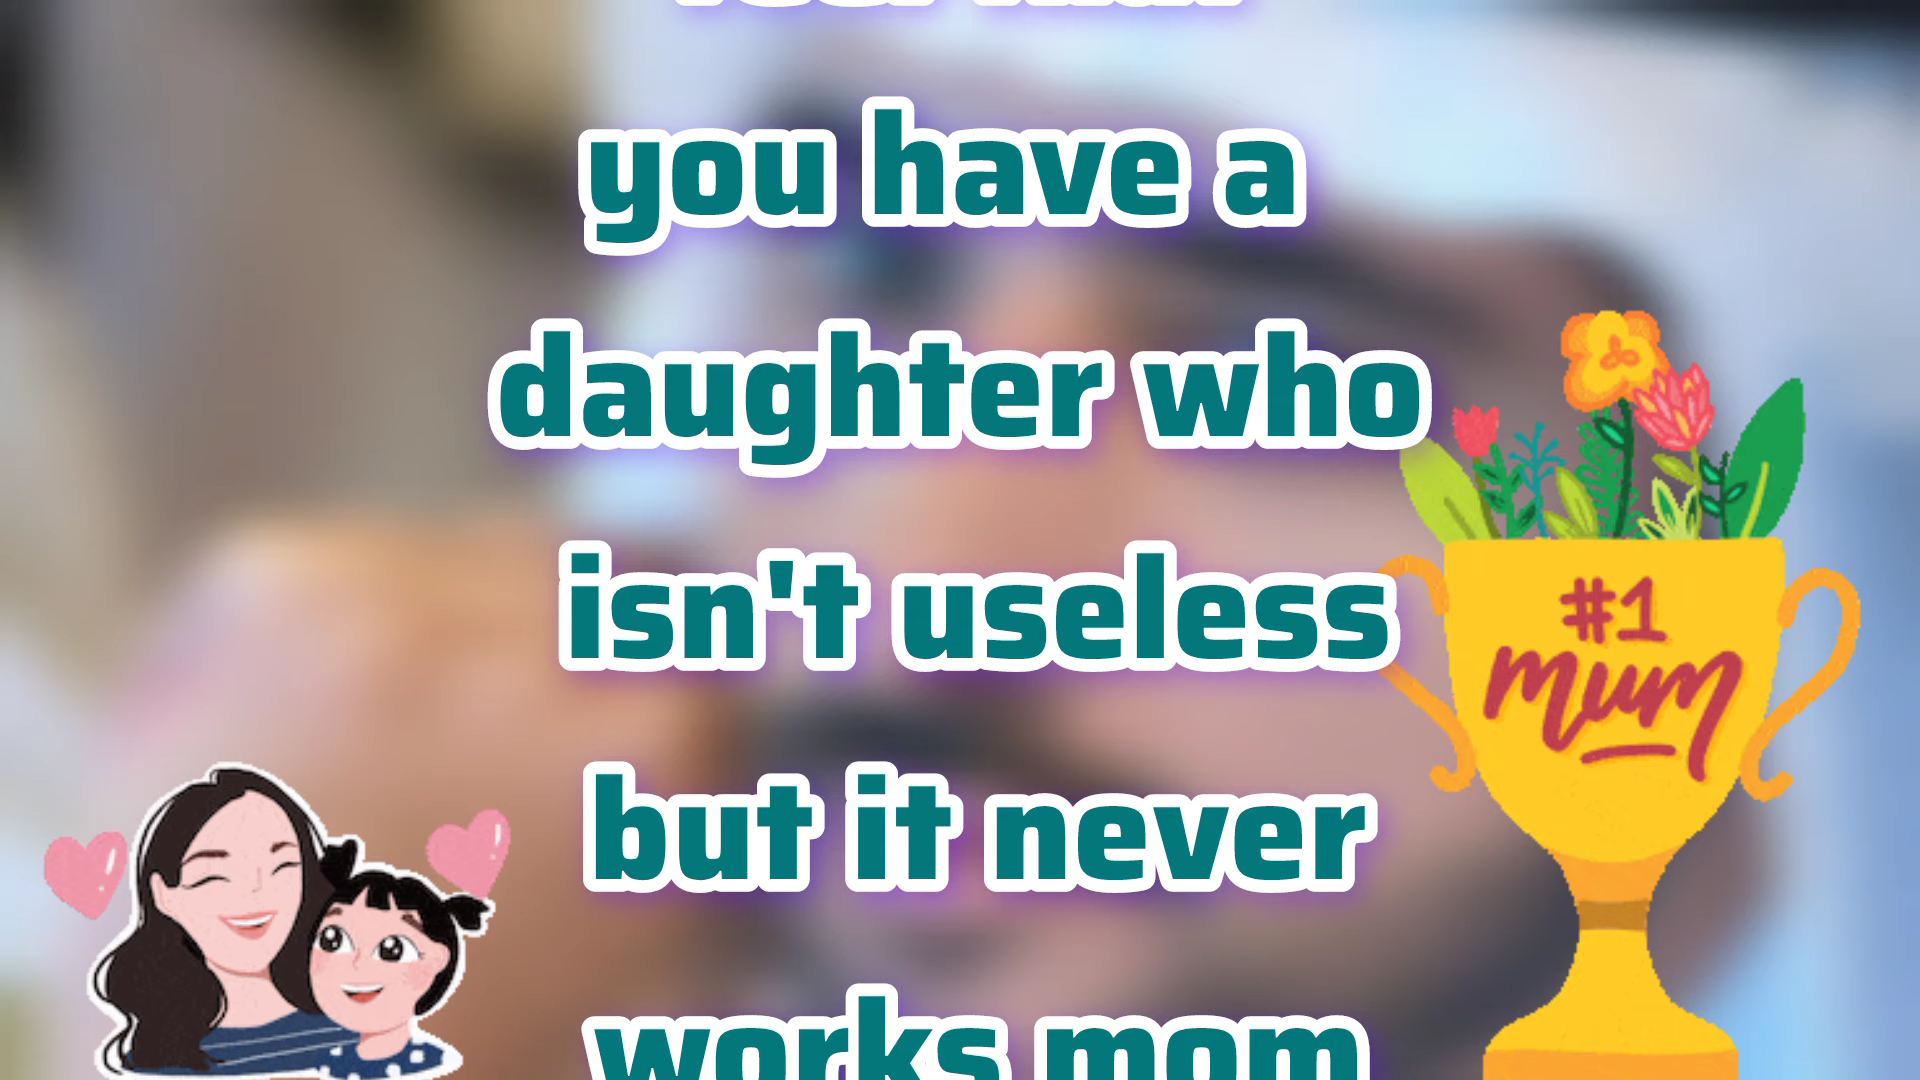 you have a
daughter who
isn't useless
but it never
works mom
#1
mum